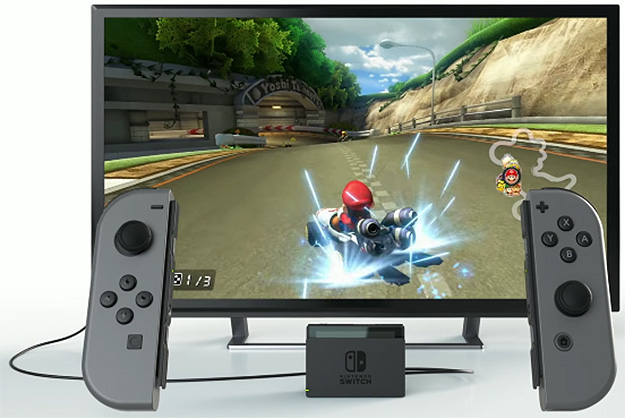 Yoshi
X
Y A
B
1/3
NINTENDO
SWITCH